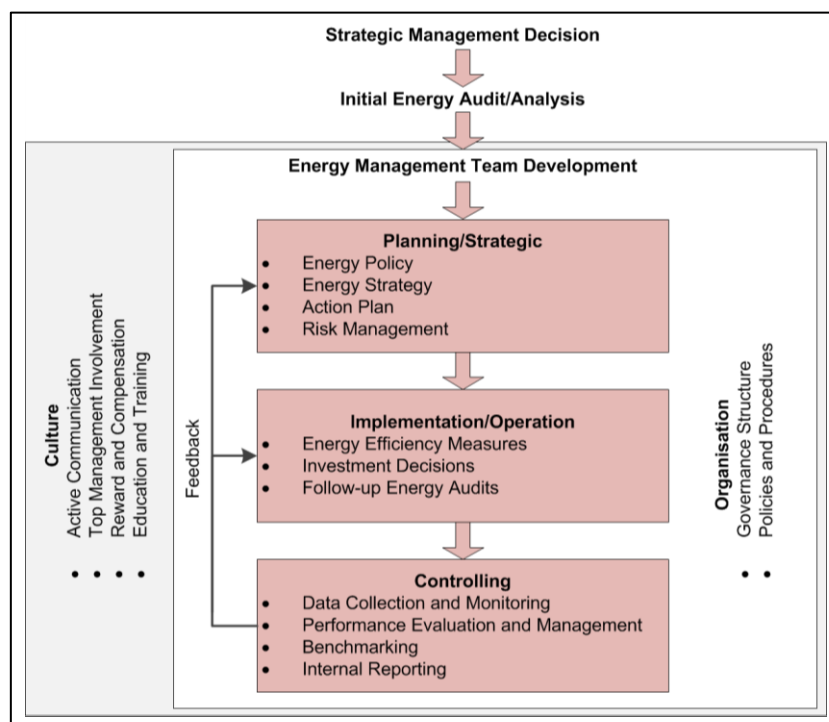 Strategic Management Decision
Initial Energy Audit/Analysis
Energy Management Team Development
Planning/Strategic
• Energy Policy
• Energy Strategy
• Action Plan
• Risk Management
Implementation/Operation
• Energy Efficiency Measures
• Investment Decisions
• Follow-up Energy Audits
Controlling
• Data Collection and Monitoring
• Performance Evaluation and Management
• Benchmarking
• Internal Reporting
Feedback
Culture
• Active Communication
• Top Management Involvement
• Reward and Compensation
• Education and Training
Organisation
• Governance Structure
• Policies and Procedures